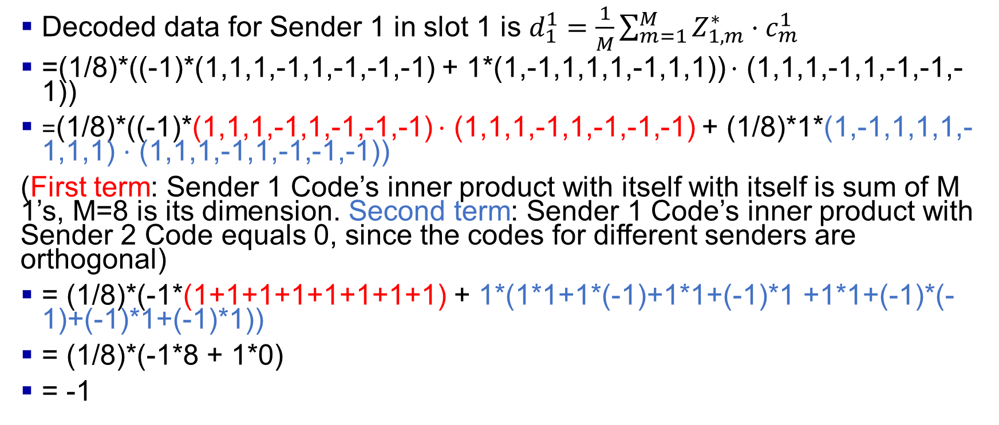 ▪ Decoded data for Sender 1 in slot 1 is $d_1^1 = \frac{1}{M} \sum_{m=1}^{M} Z_{1,m}^* \cdot c_m^1$
▪ =(1/8)*((-1)*(1,1,1,-1,1,-1,-1,-1) + 1*(1,-1,1,1,1,-1,1,1)) · (1,1,1,-1,1,-1,-1,-
1))
▪ =(1/8)*((-1)*(1,1,1,-1,1,-1,-1,-1) · (1,1,1,-1,1,-1,-1,-1) + (1/8)*1*(1,-1,1,1,1,-
1,1,1) · (1,1,1,-1,1,-1,-1,-1))
(First term: Sender 1 Code’s inner product with itself with itself is sum of M
1’s, M=8 is its dimension. Second term: Sender 1 Code’s inner product with
Sender 2 Code equals 0, since the codes for different senders are
orthogonal)
▪ = (1/8)*(-1*(1+1+1+1+1+1+1+1) + 1*(1*1+1*(-1)+1*1+(-1)*1 +1*1+(-1)*(-
1)+(-1)*1+(-1)*1))
▪ = (1/8)*(-1*8 + 1*0)
▪ = -1